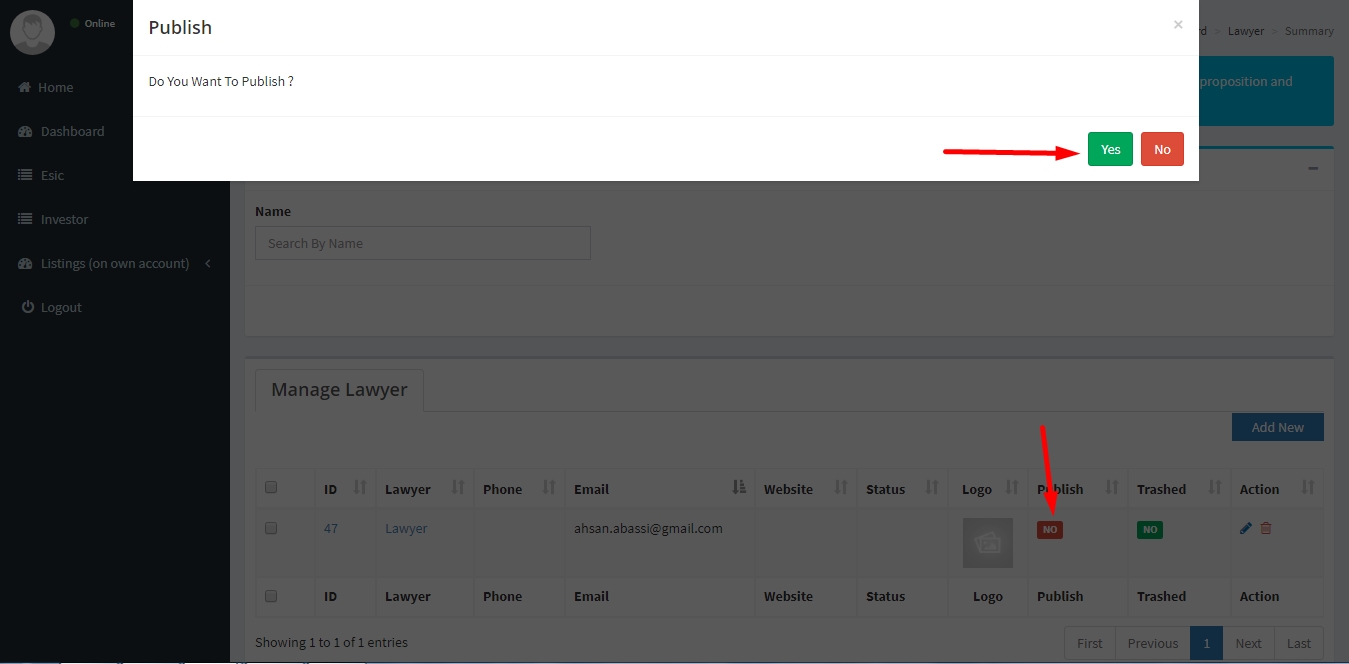 Online
Home
Dashboard
Esic
Investor
Listings (on own account)
Logout
Publish
×
Do You Want To Publish ?
Yes No
> Lawyer > Summary
proposition and
Name
Search By Name
Manage Lawyer
Add New
ID Lawyer Phone Email Website Status Logo Publish Trashed Action
47 Lawyer ahsan.abassi@gmail.com NO NO
ID Lawyer Phone Email Website Status Logo Publish Trashed Action
Showing 1 to 1 of 1 entries
First Previous 1 Next Last